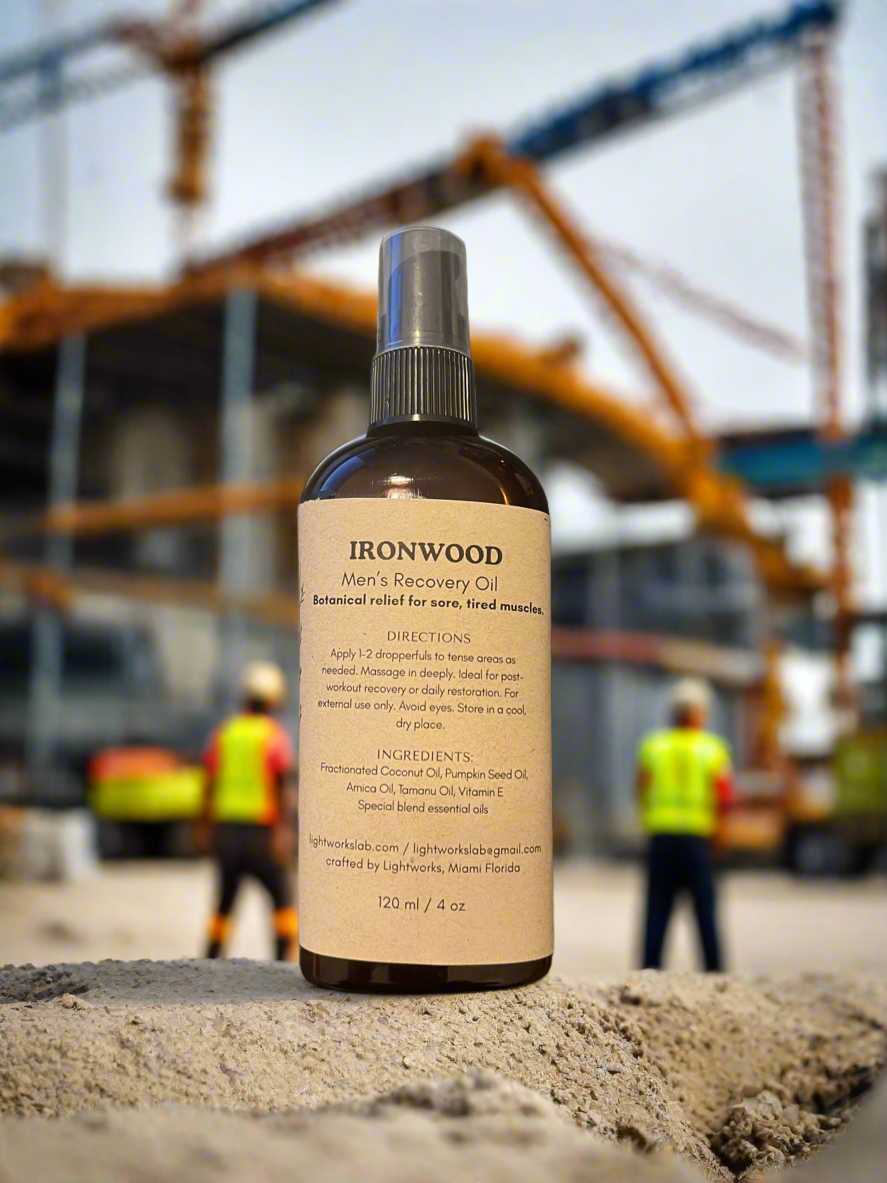 IRONWOOD
Men's Recovery Oil
Botanical relief for sore, tired muscles.
DIRECTIONS
Apply 1-2 dropperfuls to tense areas as
needed. Massage in deeply. Ideal for post-
workout recovery or daily restoration. For
external use only. Avoid eyes. Store in a cool,
dry place.
INGREDIENTS:
Fractionated Coconut Oil, Pumpkin Seed Oil,
Arnica Oil, Tamanu Oil, Vitamin E
Special blend essential oils
lightworkslab.com / lightworkslab@gmail.com
crafted by Lightworks, Miami Florida
120 ml / 4 oz